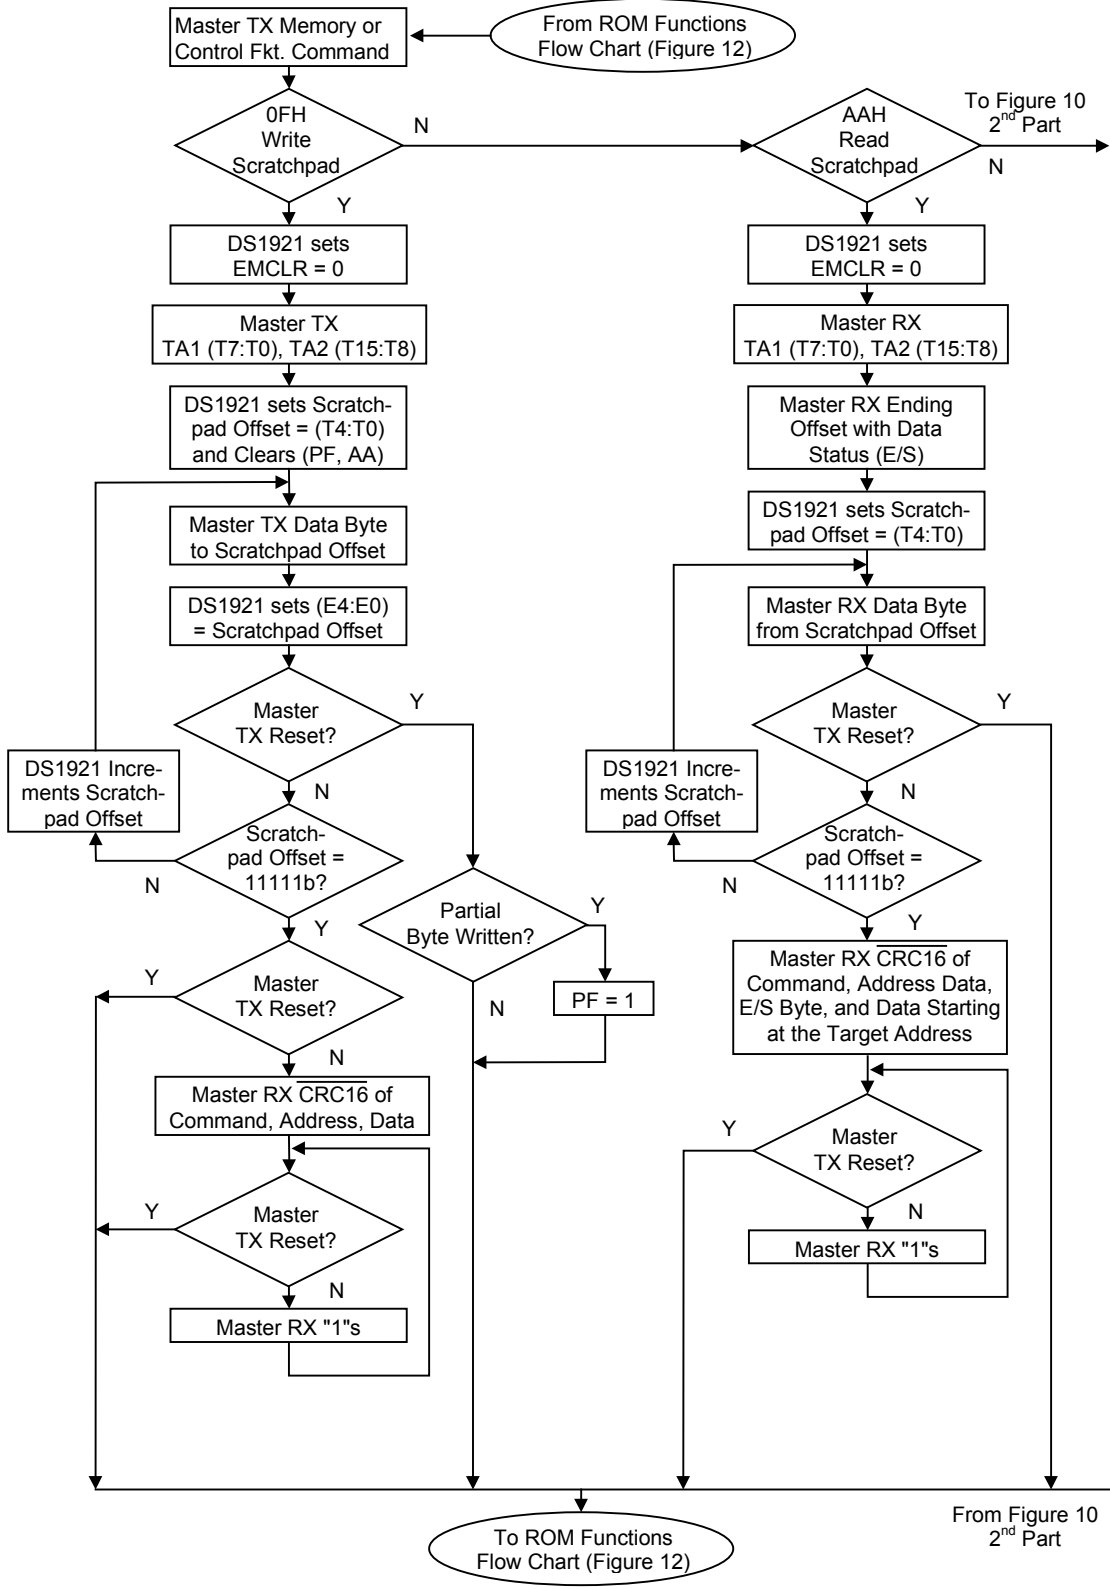 Master TX Memory or
Control Fkt. Command
From ROM Functions
Flow Chart (Figure 12)
0FH
Write
Scratchpad
N
Y
AAH
Read
Scratchpad
To Figure 10
2nd Part
N
Y
DS1921 sets
EMCLR = 0
Master TX
TA1 (T7:T0), TA2 (T15:T8)
DS1921 sets Scratch-
pad Offset = (T4:T0)
and Clears (PF, AA)
Master TX Data Byte
to Scratchpad Offset
DS1921 sets (E4:E0)
= Scratchpad Offset
Master
TX Reset?
Y
N
DS1921 Incre-
ments Scratch-
pad Offset
Scratch-
pad Offset =
11111b?
N
Y
Partial
Byte Written?
Y
N
PF = 1
Master
TX Reset?
Y
N
Master RX CRC16 of
Command, Address, Data
Master
TX Reset?
Y
N
Master RX "1"s
DS1921 sets
EMCLR = 0
Master RX
TA1 (T7:T0), TA2 (T15:T8)
Master RX Ending
Offset with Data
Status (E/S)
DS1921 sets Scratch-
pad Offset = (T4:T0)
Master RX Data Byte
from Scratchpad Offset
Master
TX Reset?
Y
N
DS1921 Incre-
ments Scratch-
pad Offset
Scratch-
pad Offset =
11111b?
N
Y
Master RX CRC16 of
Command, Address Data,
E/S Byte, and Data Starting
at the Target Address
Master
TX Reset?
Y
N
Master RX "1"s
To ROM Functions
Flow Chart (Figure 12)
From Figure 10
2nd Part